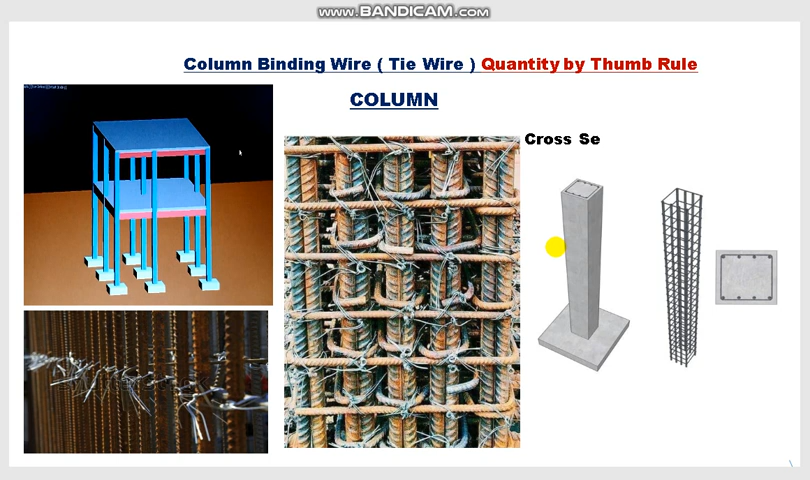 www.BANDICAM.com
Column Binding Wire ( Tie Wire ) Quantity by Thumb Rule
COLUMN
Cross Se